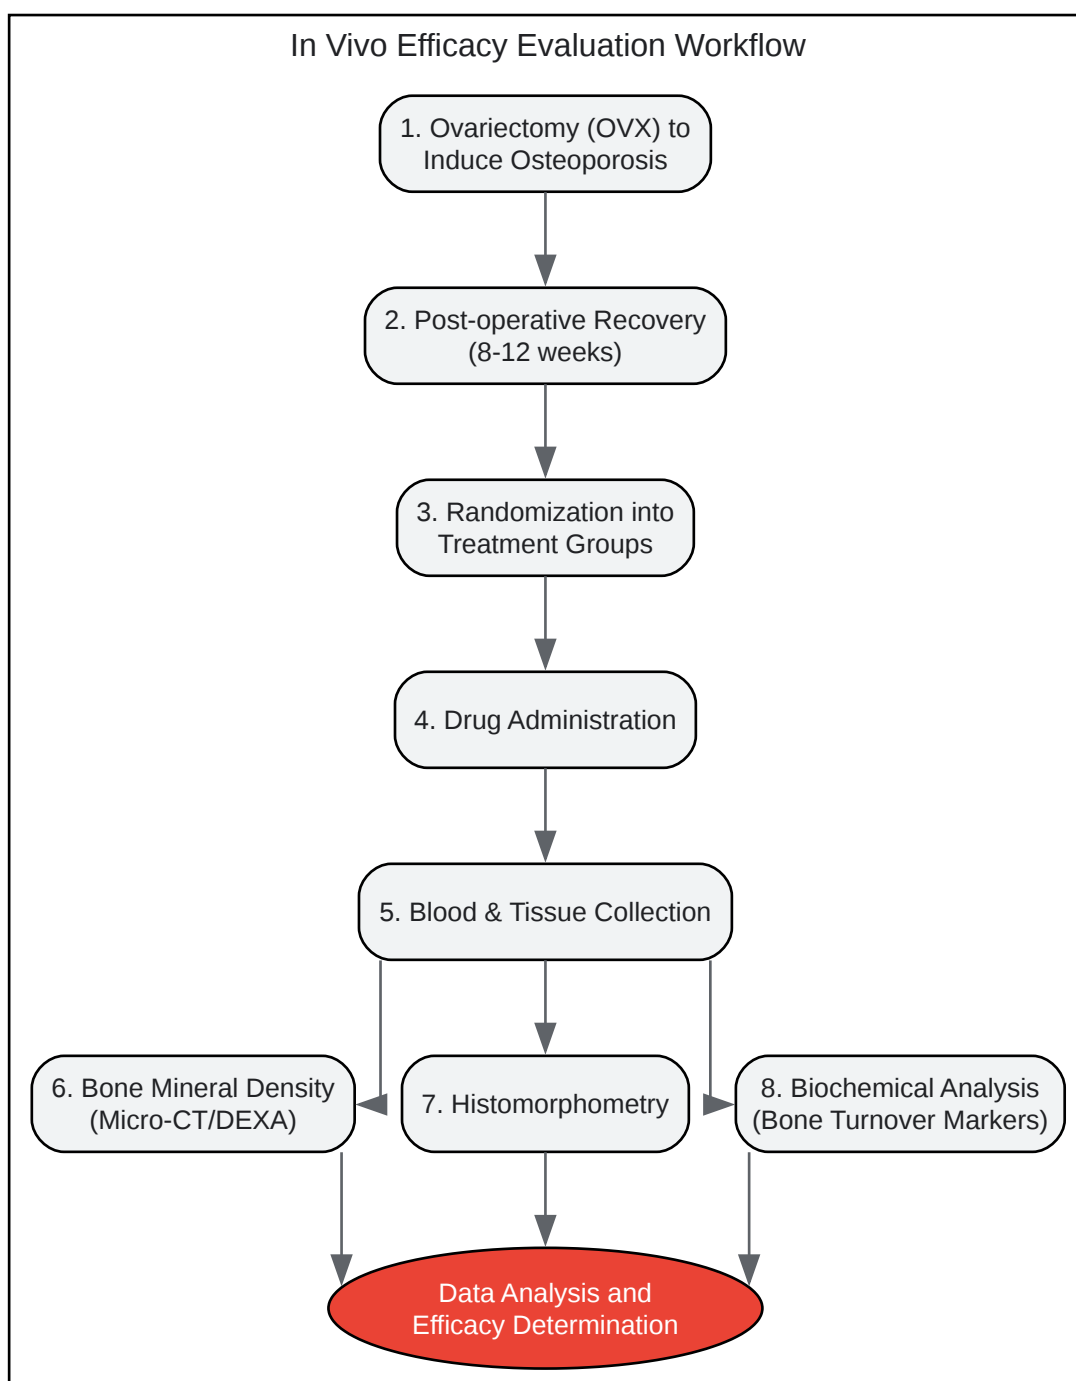 In Vivo Efficacy Evaluation Workflow
1. Ovariectomy (OVX) to
Induce Osteoporosis
2. Post-operative Recovery
(8-12 weeks)
3. Randomization into
Treatment Groups
4. Drug Administration
5. Blood & Tissue Collection
6. Bone Mineral Density
(Micro-CT/DEXA)
7. Histomorphometry
8. Biochemical Analysis
(Bone Turnover Markers)
Data Analysis and
Efficacy Determination